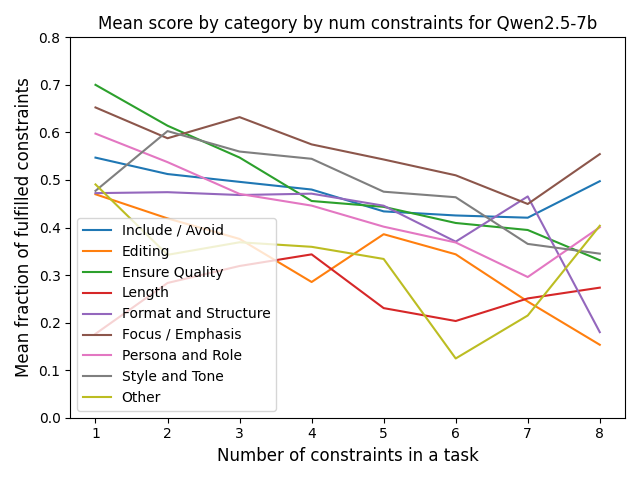 Mean score by category by num constraints for Qwen2.5-7b
Mean fraction of fulfilled constraints
0.8
0.7
0.6
0.5
0.4
0.3
0.2
0.1
0.0
Include / Avoid
Editing
Ensure Quality
Length
Format and Structure
Focus / Emphasis
Persona and Role
Style and Tone
Other
1 2 3 4 5 6 7 8
Number of constraints in a task